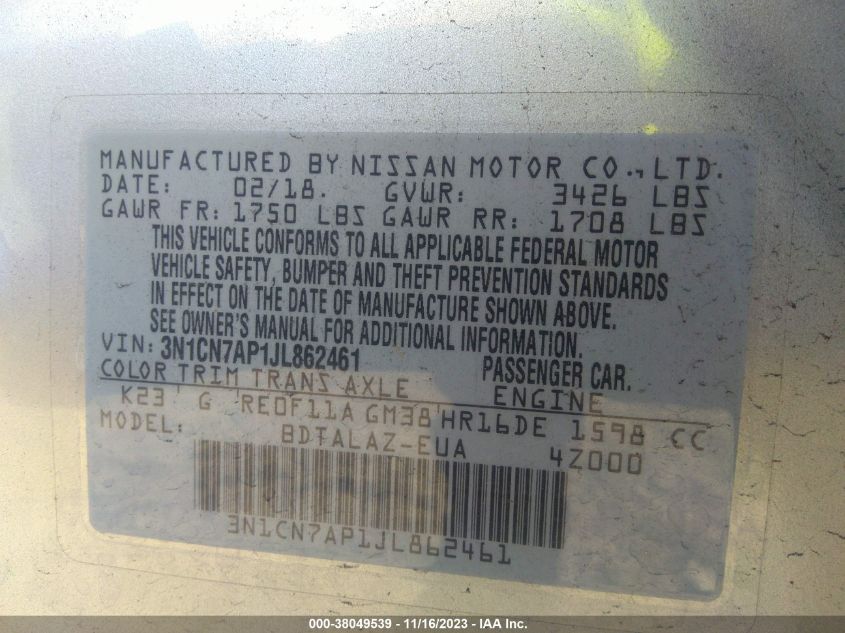 MANUFACTURED BY NISSAN MOTOR CO., LTD.
DATE: 02/18. GVWR: 3426 LBS
GAWR FR: 1750 LBS GAWR RR: 1708 LBS
THIS VEHICLE CONFORMS TO ALL APPLICABLE FEDERAL MOTOR
VEHICLE SAFETY, BUMPER AND THEFT PREVENTION STANDARDS
IN EFFECT ON THE DATE OF MANUFACTURE SHOWN ABOVE.
SEE OWNER'S MANUAL FOR ADDITIONAL INFORMATION.
VIN: 3N1CN7AP1JL862461 PASSENGER CAR.
COLOR TRIM TRANS AXLE ENGINE
K23 G RE0F11A GM38 HR16DE 1598 CC
MODEL: BDTALAZ-EUA 4Z000
3N1CN7AP1JL862461
000-38049539 - 11/16/2023 - IAA Inc.